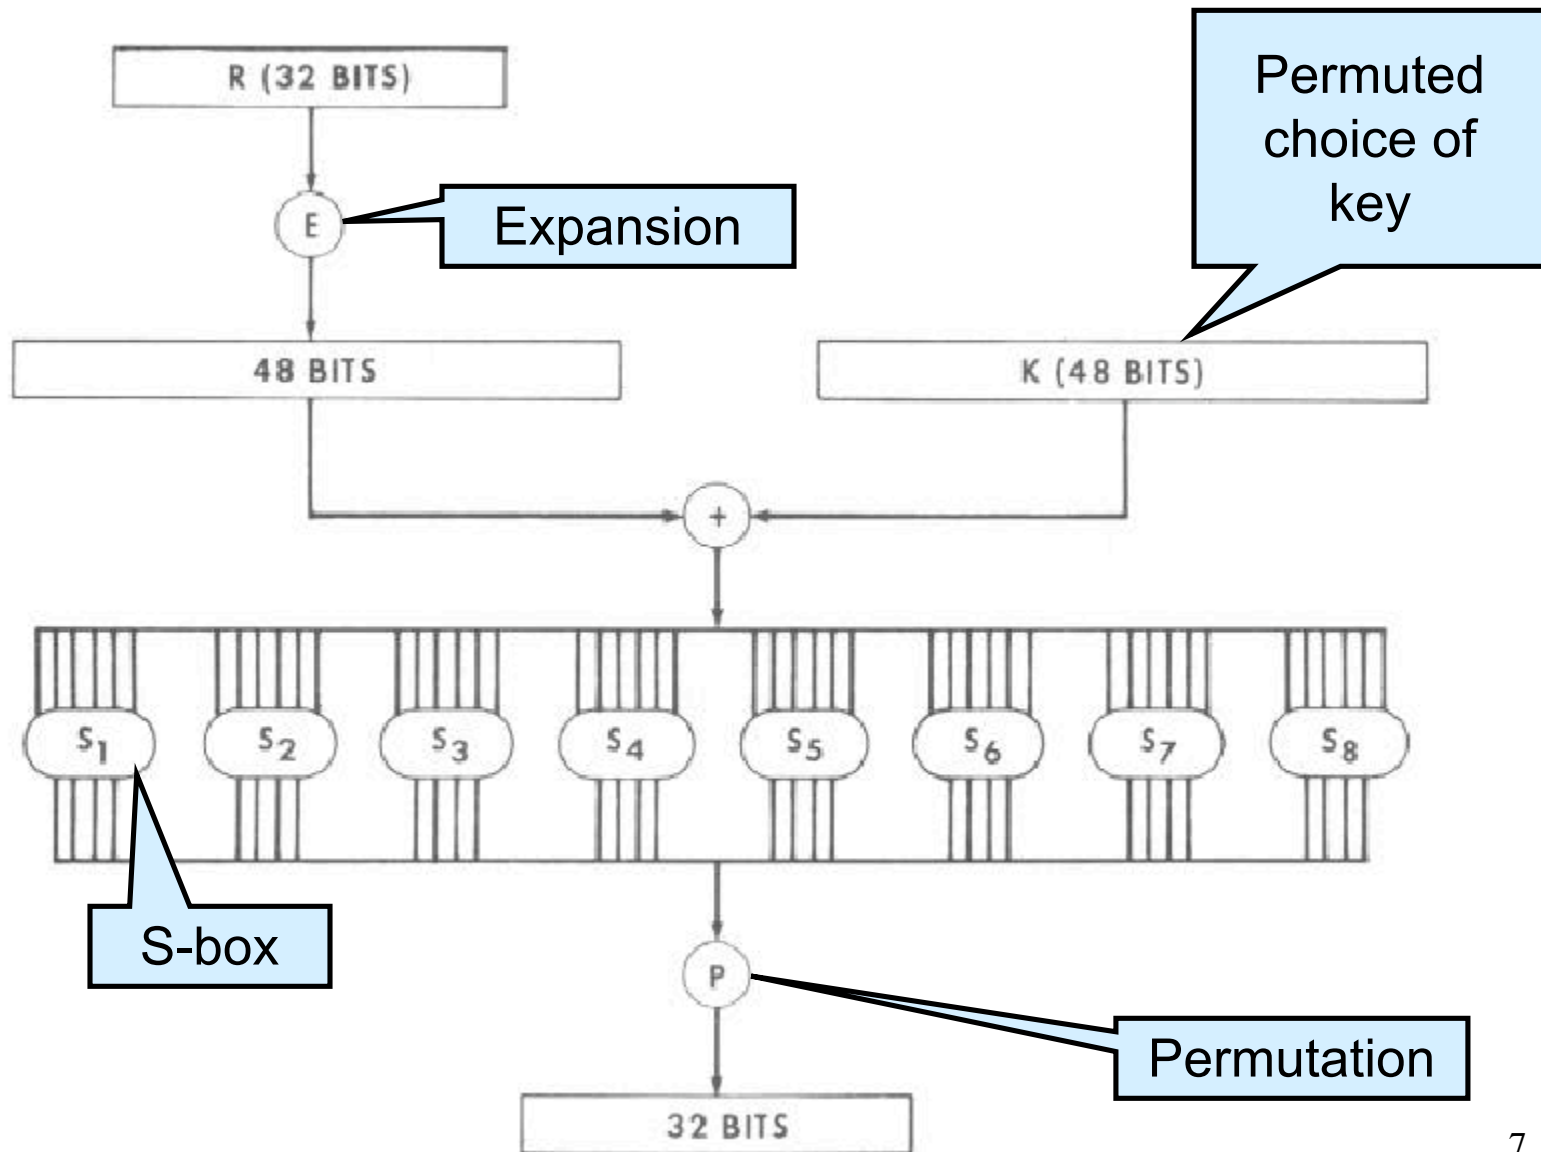 R (32 BITS)
Permuted
choice of
key
E
Expansion
48 BITS
K (48 BITS)
+
S1
S2
S3
S4
S5
S6
S7
S8
S-box
P
Permutation
32 BITS
7